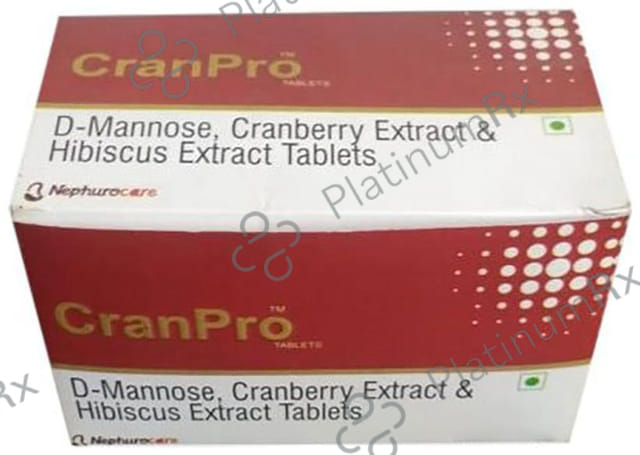 CranPro™
TABLETS
D-Mannose, Cranberry Extract &
Hibiscus Extract Tablets
Nephurocare
CranPro™
TABLETS
D-Mannose, Cranberry Extract &
Hibiscus Extract Tablets
Nephurocare
PlatinumRx
PlatinumRx
Rx